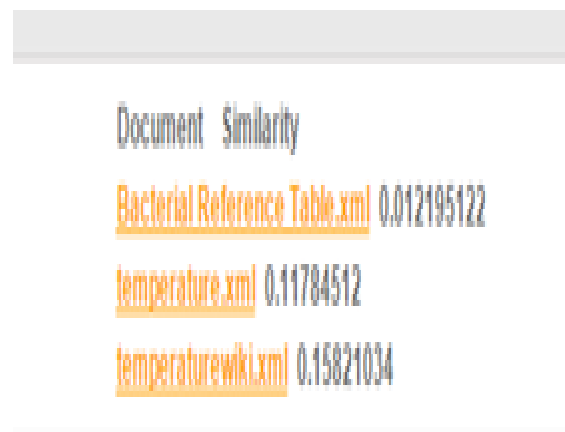 Document Similarity
Bacterial Reference Table.xml 0.012195122
temperature.xml 0.11784512
temperaturewiki.xml 0.15821034